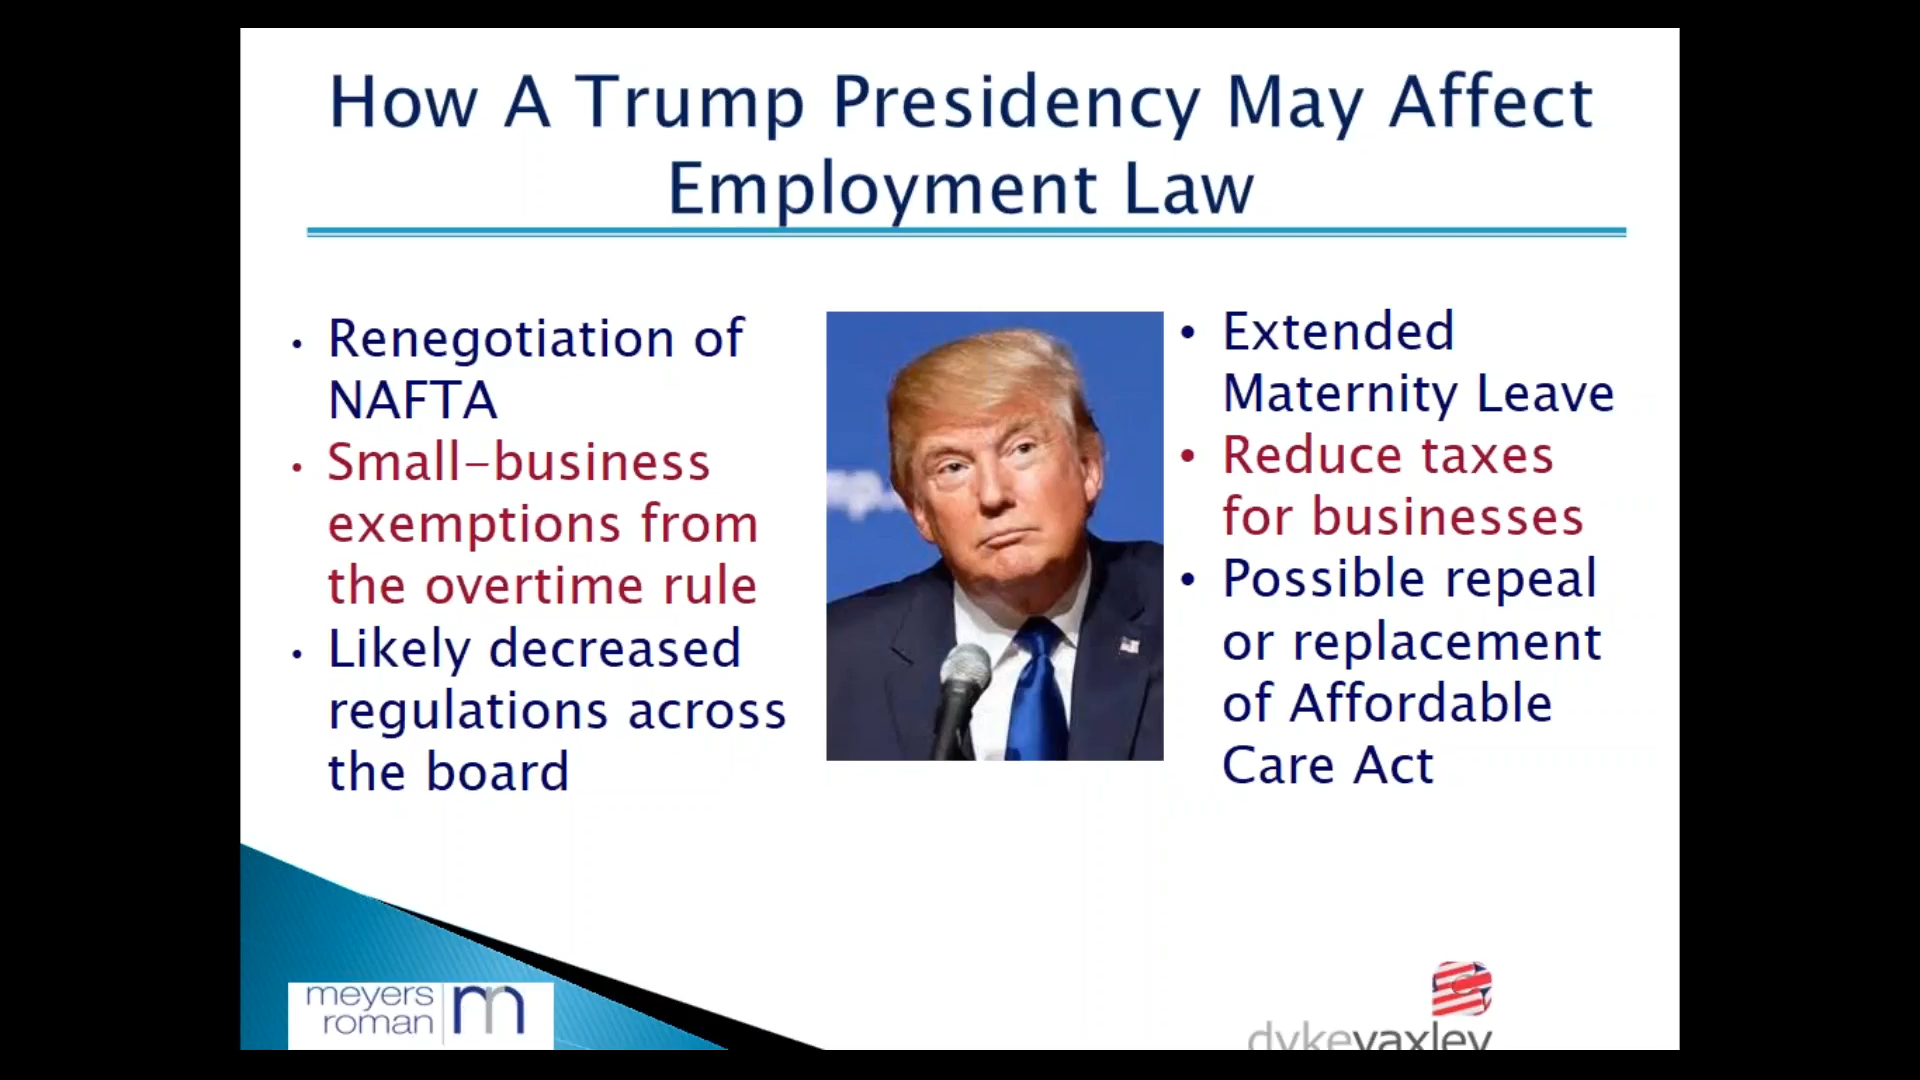 How A Trump Presidency May Affect
Employment Law
• Renegotiation of
NAFTA
• Small-business
exemptions from
the overtime rule
• Likely decreased
regulations across
the board
mp.
• Extended
Maternity Leave
• Reduce taxes
for businesses
• Possible repeal
or replacement
of Affordable
Care Act
meyers
roman
m
dykeyaxley